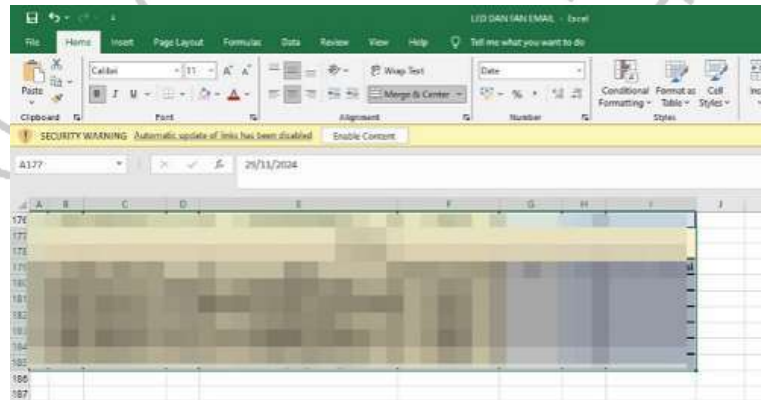 LED DAN FAN EMAIL - Excel
File Home Insert Page Layout Formulas Data Review View Help Tell me what you want to do
Paste
Calibri 11 A A
Wrap Text
Date
B I U A
Merge & Center
% ,
Conditional Formatting
Format as Table
Cell Styles
Clipboard Font Alignment Number Styles
SECURITY WARNING Automatic update of links has been disabled Enable Content
A177 fx 29/11/2024
A B C D E F G H I J
176
177
178
179
180
181
182
183
184
185
186
187